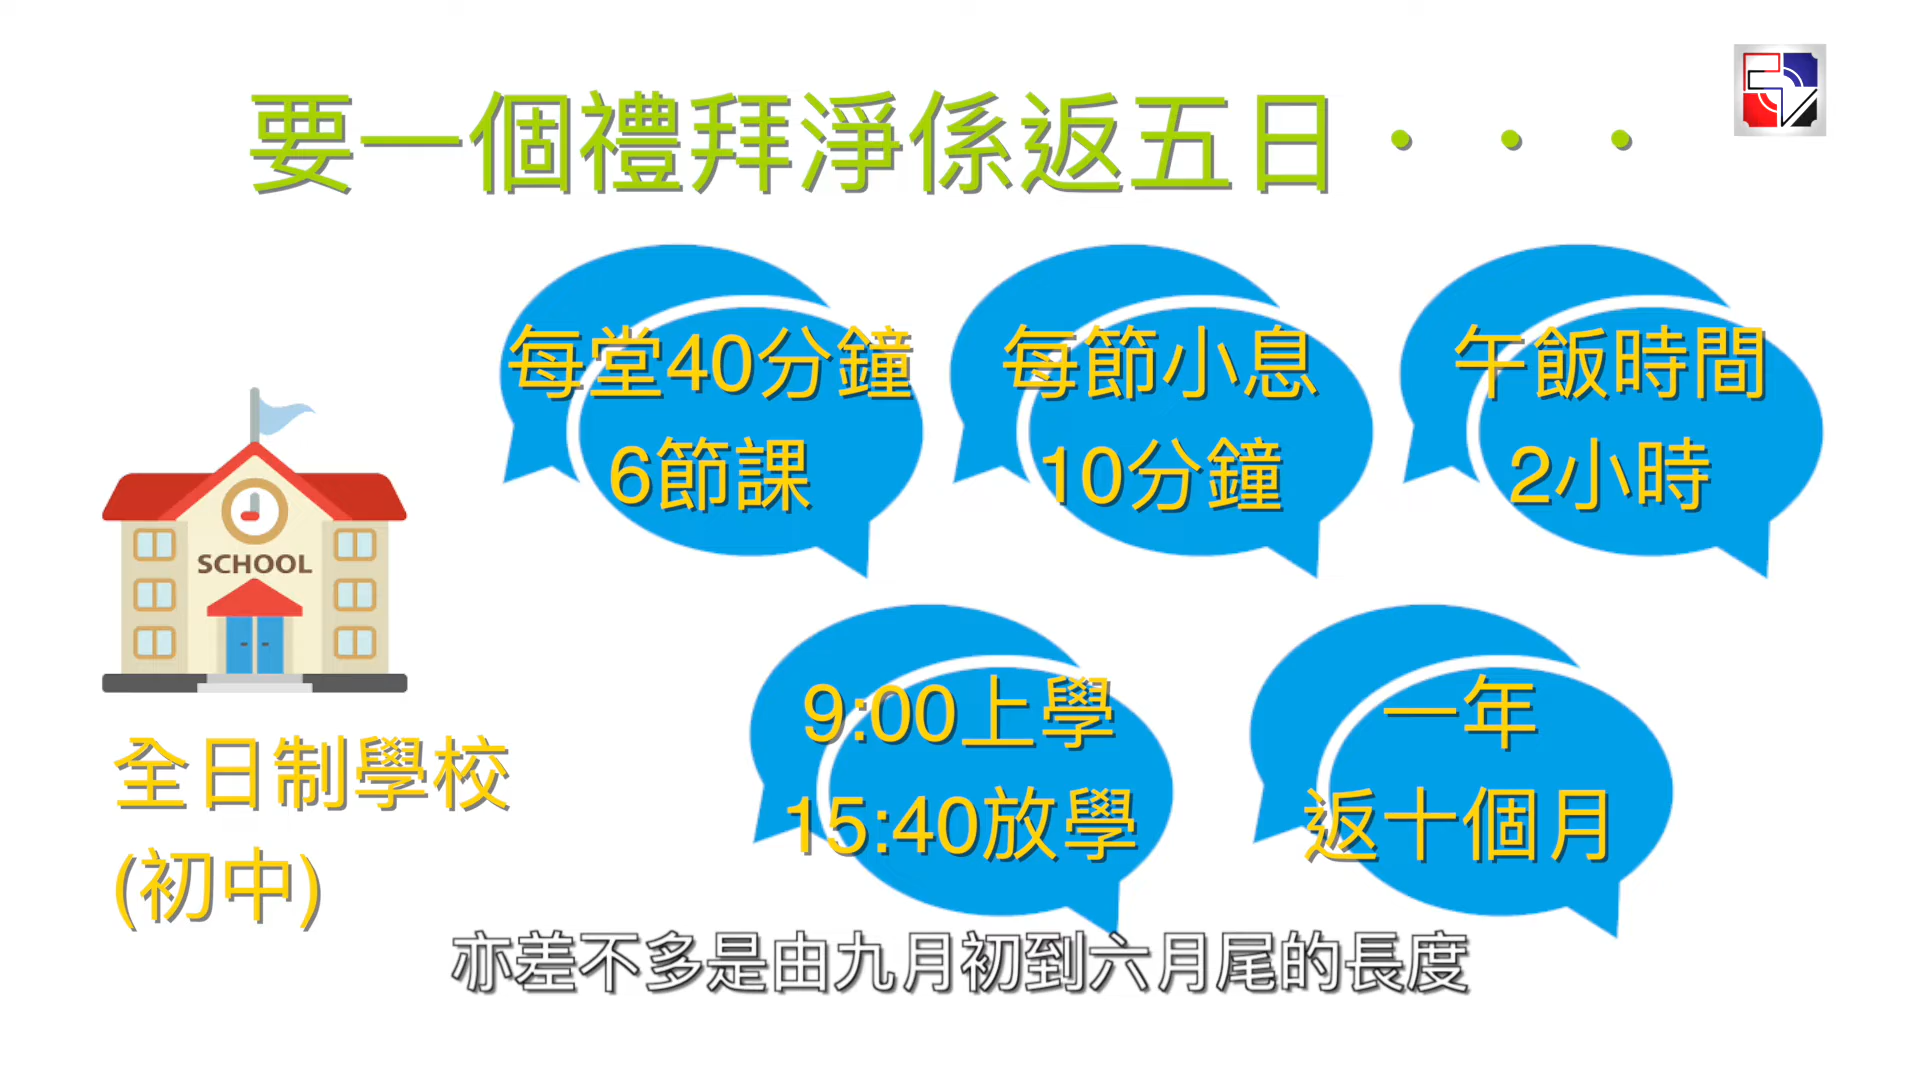 要一個禮拜淨係返五日・・・
每堂40分鐘
6節課
每節小息
10分鐘
午飯時間
2小時
SCHOOL
全日制學校
(初中)
9:00上學
15:40放學
一年
返十個月
亦差不多是由九月初到六月尾的長度